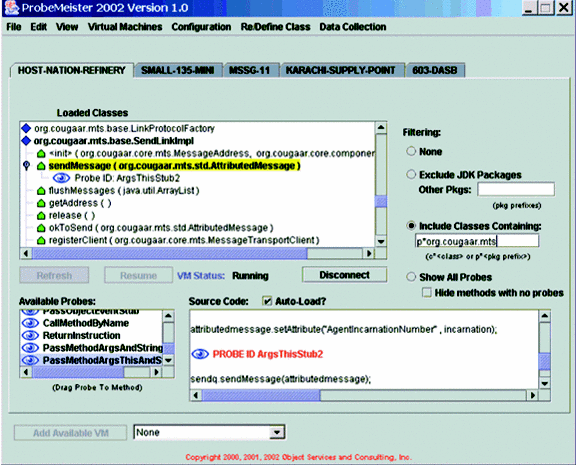 ProbeMeister 2002 Version 1.0
File Edit View Virtual Machines Configuration Re/Define Class Data Collection
HOST-NATION-REFINERY SMALL-135-MINI MSSG-11 KARACHI-SUPPLY-POINT 603-DASB
Loaded Classes
org.cougaar.mts.base.LinkProtocolFactory
org.cougaar.mts.base.SendLinkImpl
<init> ( org.cougaar.core.mts.MessageAddress, org.cougaar.core.componen
sendMessage ( org.cougaar.mts.std.AttributedMessage )
Probe ID: ArgsThisStub2
flushMessages ( java.util.ArrayList )
getAddress ( )
release ( )
okToSend ( org.cougaar.mts.std.AttributedMessage )
registerClient ( org.cougaar.core.mts.MessageTransportClient )
Filtering:
None
Exclude JDK Packages
Other Pkgs:
(pkg prefixes)
Include Classes Containing:
p*org.cougaar.mts
(c*<class> or p*<pkg prefix>)
Show All Probes
Hide methods with no probes
Refresh Resume VM Status: Running Disconnect
Available Probes:
PassObjectEventStub
CallMethodByName
ReturnInstruction
PassMethodArgsAndString
PassMethodArgsThisAndS
(Drag Probe To Method)
Source Code: Auto-Load?
attributedmessage.setAttribute("AgentIncarnationNumber" , incarnation);
PROBE ID ArgsThisStub2
sendq.sendMessage(attributedmessage);
Add Available VM None
Copyright 2000, 2001, 2002 Object Services and Consulting, Inc.